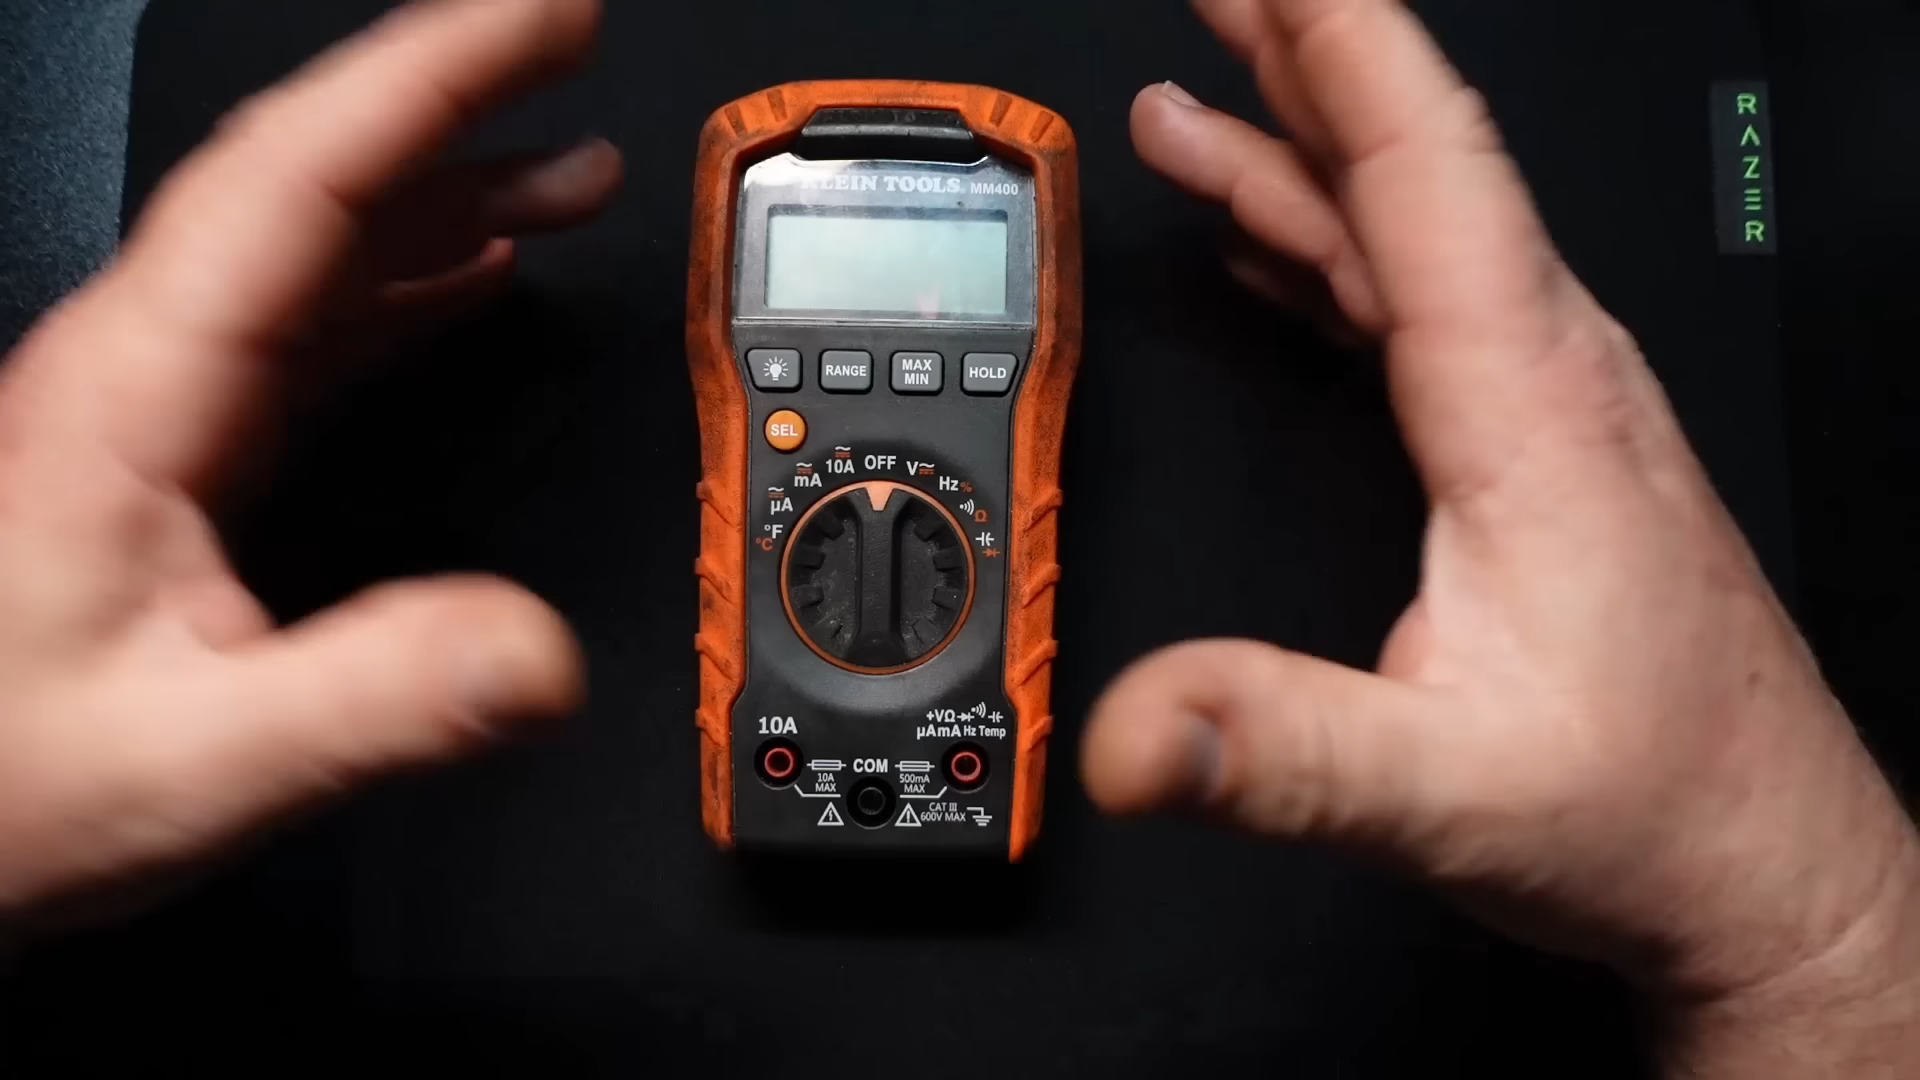 KLEIN TOOLS® MM400
RAZER
RANGE
MAX
MIN
HOLD
SEL
10A OFF V Hz%
mA
μA
Ω
°F
°C
10A
+VΩ
μAmA Hz Temp
COM
10A
MAX
500mA
MAX
CAT III
600V MAX